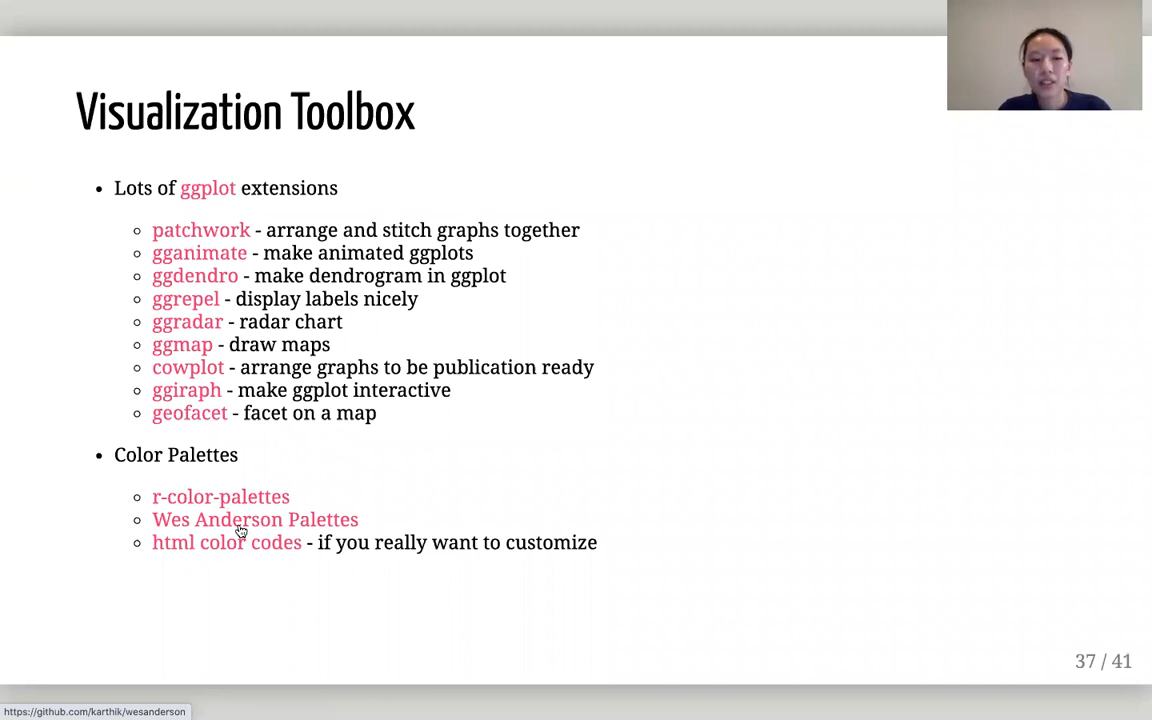 Visualization Toolbox
Lots of ggplot extensions
patchwork - arrange and stitch graphs together
gganimate - make animated ggplots
ggdendro - make dendrogram in ggplot
ggrepel - display labels nicely
ggradar - radar chart
ggmap - draw maps
cowplot - arrange graphs to be publication ready
ggiraph - make ggplot interactive
geofacet - facet on a map
Color Palettes
r-color-palettes
Wes Anderson Palettes
html color codes - if you really want to customize
37 / 41
https://github.com/karthik/wesanderson